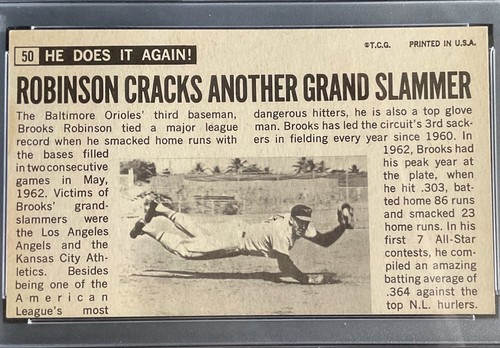 50 HE DOES IT AGAIN!
©T.C.G. PRINTED IN U.S.A.
ROBINSON CRACKS ANOTHER GRAND SLAMMER
The Baltimore Orioles' third baseman,
Brooks Robinson tied a major league
record when he smacked home runs with
the bases filled
in two consecutive
games in May,
1962. Victims of
Brooks' grand-
slammers were
the Los Angeles
Angels and the
Kansas City Ath-
letics. Besides
being one of the
American
League's most
dangerous hitters, he is also a top glove
man. Brooks has led the circuit's 3rd sack-
ers in fielding every year since 1960. In
1962, Brooks had
his peak year at
the plate, when
he hit .303, bat-
ted home 86 runs
and smacked 23
home runs. In his
first 7 All-Star
contests, he com-
piled an amazing
batting average of
.364 against the
top N.L. hurlers.